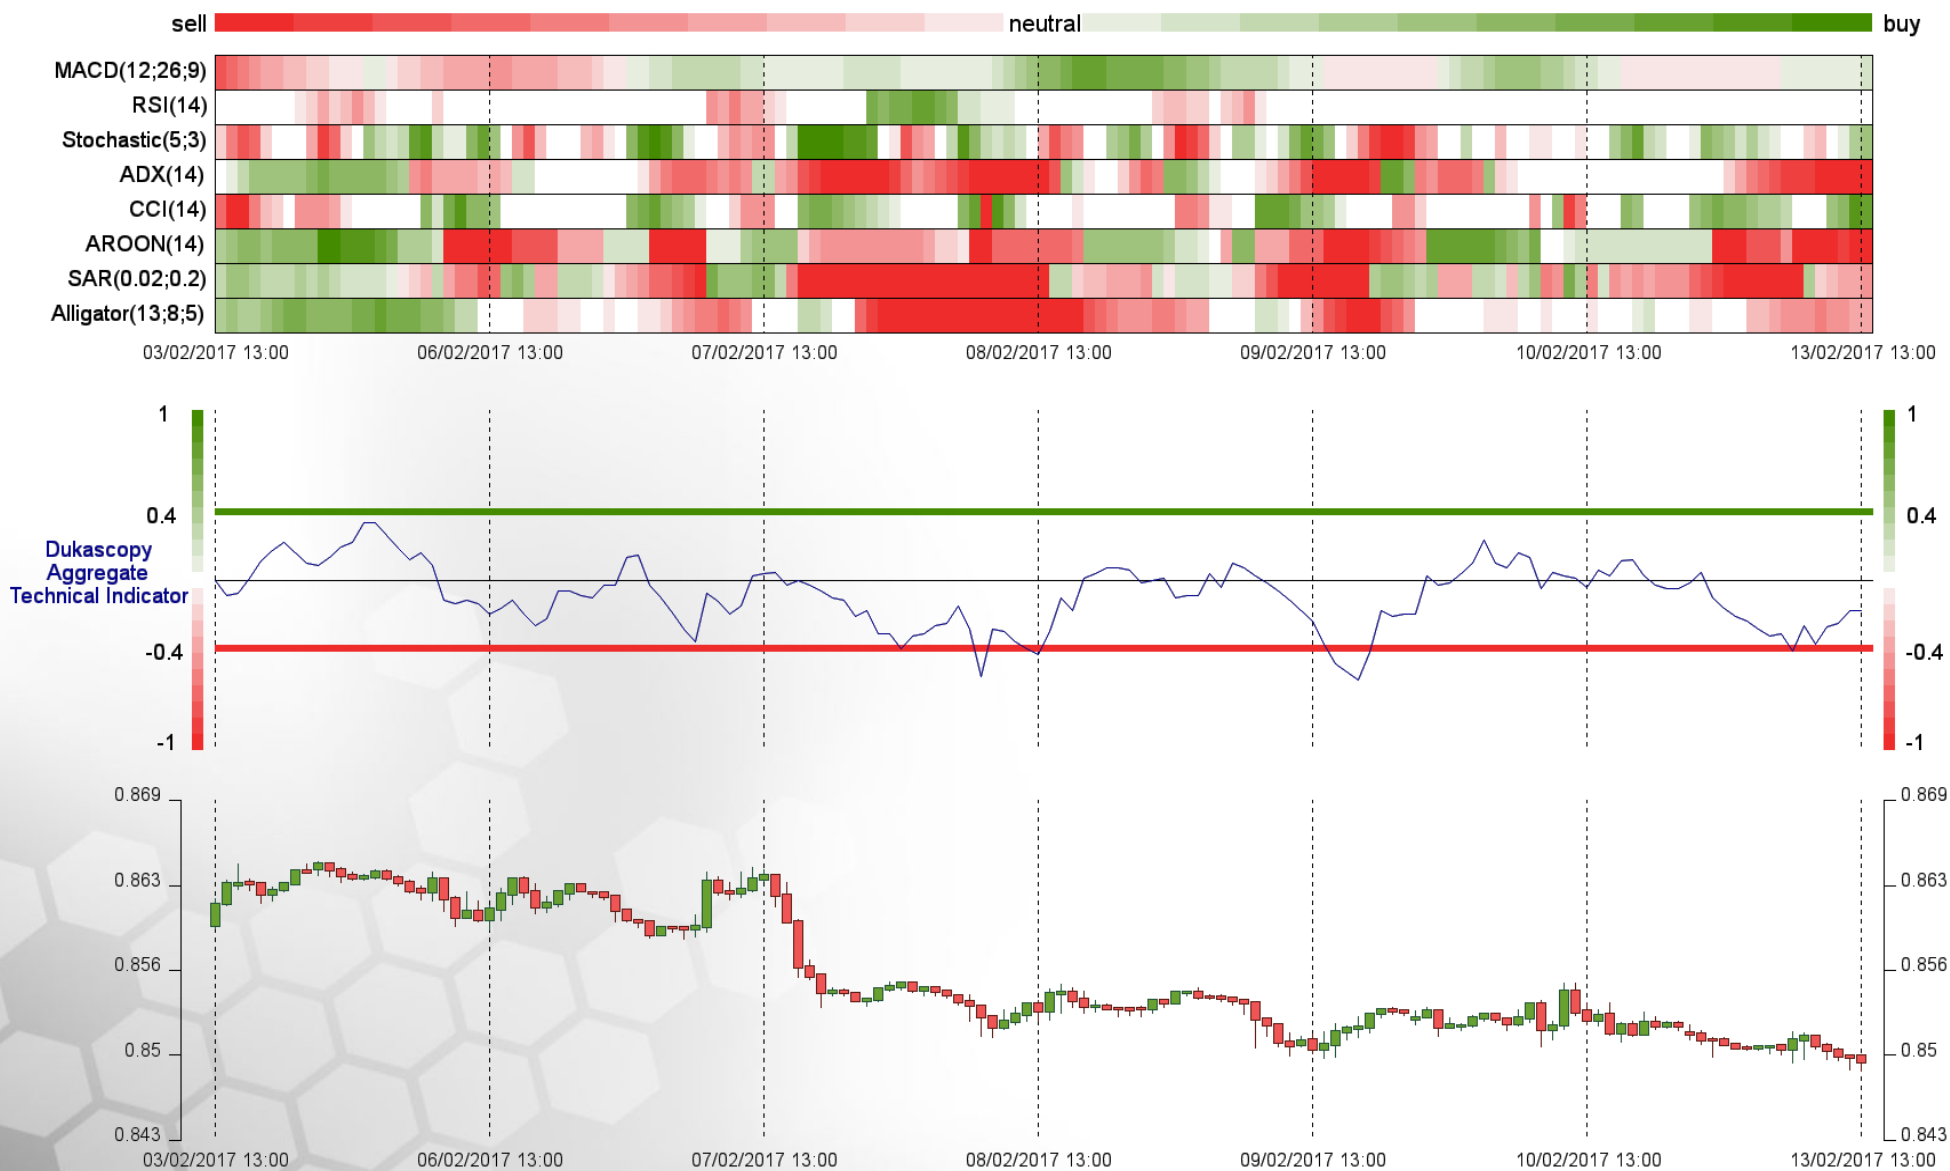 sell neutral buy
MACD(12;26;9)
RSI(14)
Stochastic(5;3)
ADX(14)
CCI(14)
AROON(14)
SAR(0.02;0.2)
Alligator(13;8;5)
03/02/2017 13:00 06/02/2017 13:00 07/02/2017 13:00 08/02/2017 13:00 09/02/2017 13:00 10/02/2017 13:00 13/02/2017 13:00
1 1
0.4 0.4
Dukascopy
Aggregate
Technical Indicator
-0.4 -0.4
-1 -1
0.869 0.869
0.863 0.863
0.856 0.856
0.85 0.85
0.843 0.843
03/02/2017 13:00 06/02/2017 13:00 07/02/2017 13:00 08/02/2017 13:00 09/02/2017 13:00 10/02/2017 13:00 13/02/2017 13:00